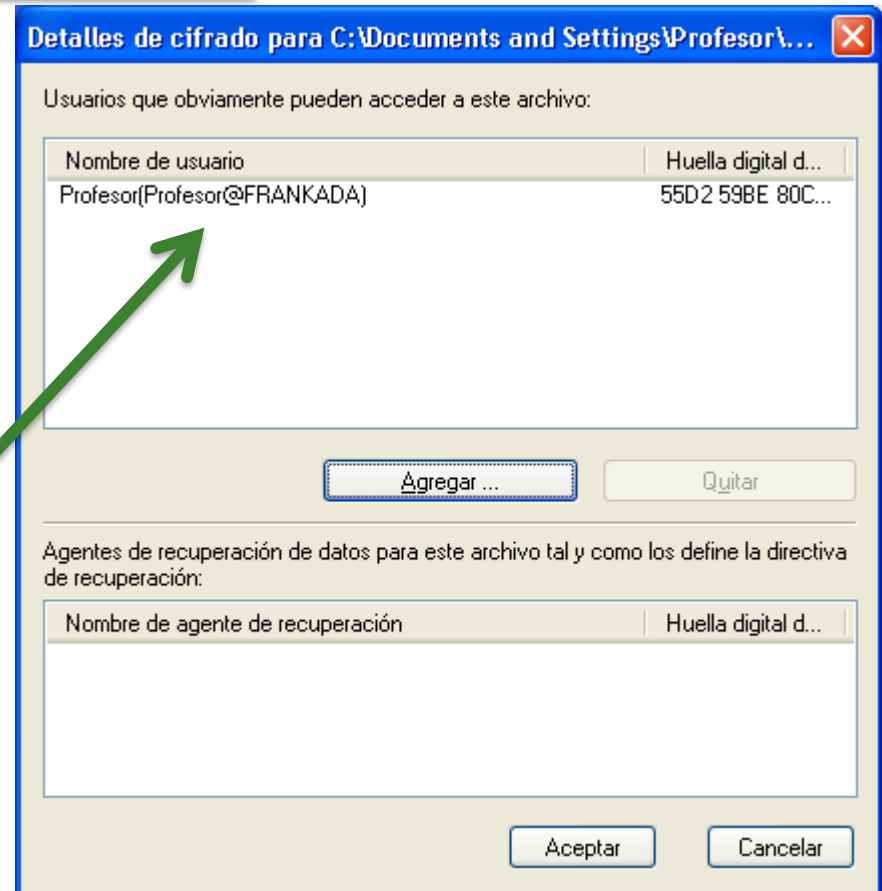 Detalles de cifrado para C:\Documents and Settings\Profesor\...
Usuarios que obviamente pueden acceder a este archivo:
Nombre de usuario
Huella digital d...
Profesor(Profesor@FRANKADA)
55D2 59BE 80C...
Agregar ...
Quitar
Agentes de recuperación de datos para este archivo tal y como los define la directiva
de recuperación:
Nombre de agente de recuperación
Huella digital d...
Aceptar
Cancelar